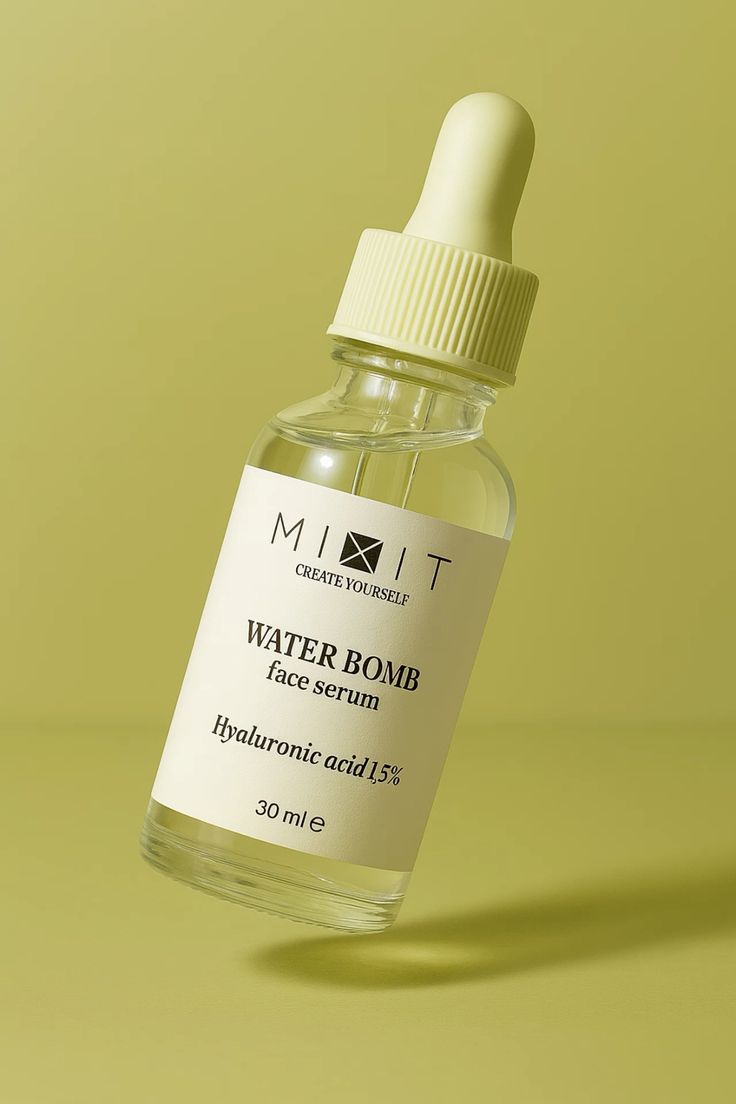 MIXIT
CREATE YOURSELF
WATER BOMB
face serum
Hyaluronic acid 1,5%
30 ml e